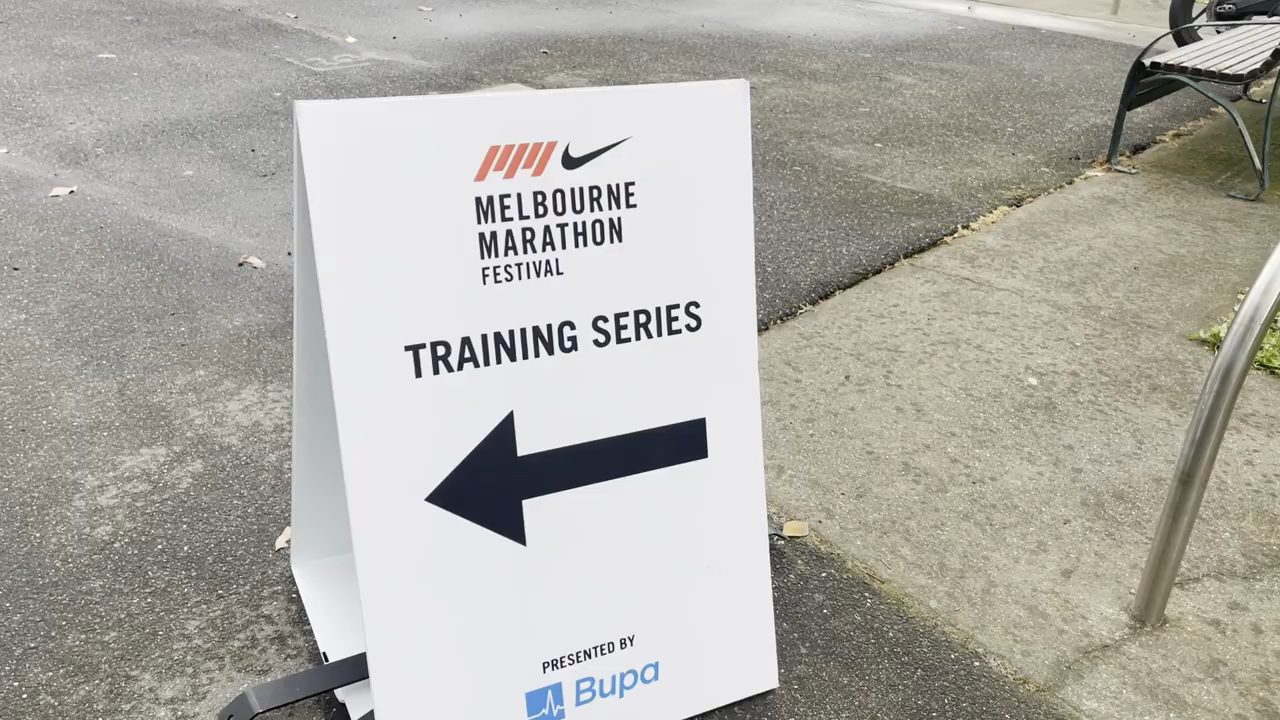 MELBOURNE
MARATHON
FESTIVAL
TRAINING SERIES
PRESENTED BY
Bupa